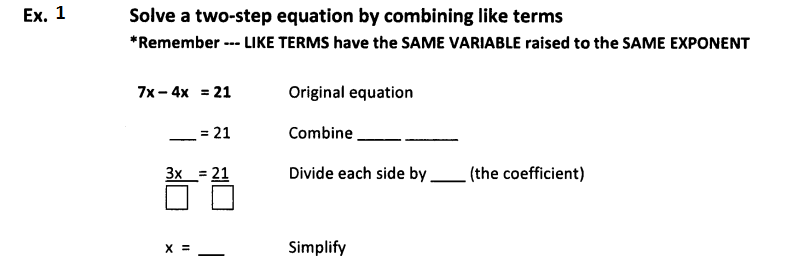 Ex. 1 Solve a two-step equation by combining like terms
*Remember --- LIKE TERMS have the SAME VARIABLE raised to the SAME EXPONENT
7x – 4x = 21 Original equation
___ = 21 Combine _____ ______
3x = 21 Divide each side by ____ (the coefficient)
x = ___ Simplify